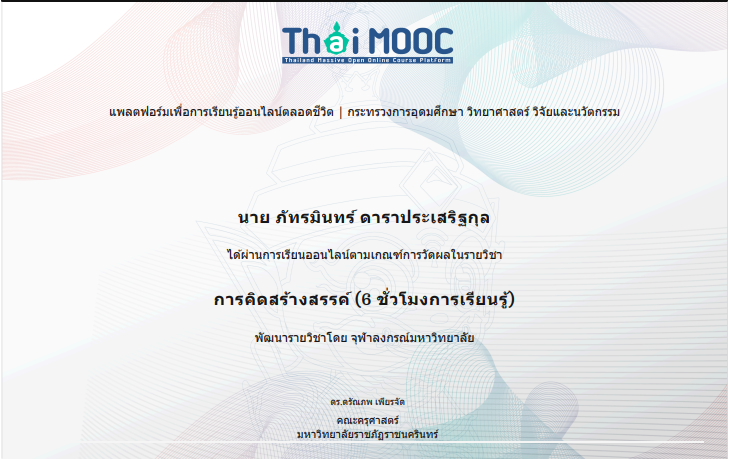 Thai MOOC
Thailand Massive Open Online Course Platform
แพลตฟอร์มเพื่อการเรียนรู้ออนไลน์ตลอดชีวิต | กระทรวงการอุดมศึกษา วิทยาศาสตร์ วิจัยและนวัตกรรม
นาย ภัทรมินทร์ ดาราประเสริฐกุล
ได้ผ่านการเรียนออนไลน์ตามเกณฑ์การวัดผลในรายวิชา
การคิดสร้างสรรค์ (6 ชั่วโมงการเรียนรู้)
พัฒนารายวิชาโดย จุฬาลงกรณ์มหาวิทยาลัย
ดร.ดรัณภพ เพียรจัด
คณะครุศาสตร์
มหาวิทยาลัยราชภัฏราชนครินทร์